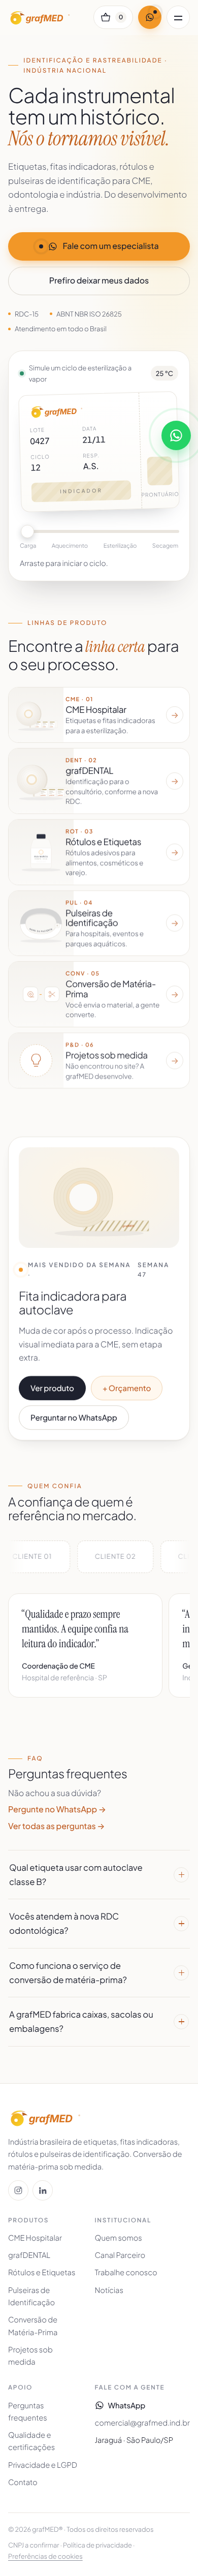 grafMED
0
IDENTIFICAÇÃO E RASTREABILIDADE ·
INDÚSTRIA NACIONAL
Cada instrumental
tem um histórico.
Nós o tornamos visível.
Etiquetas, fitas indicadoras, rótulos e
pulseiras de identificação para CME,
odontologia e indústria. Do desenvolvimento
à entrega.
Fale com um especialista
Prefiro deixar meus dados
RDC-15
ABNT NBR ISO 26825
Atendimento em todo o Brasil
Simule um ciclo de esterilização a
vapor
25 °C
grafMED
LOTE
0427
DATA
21/11
CICLO
12
RESP.
A.S.
INDICADOR
PRONTUÁRIO
Carga
Aquecimento
Esterilização
Secagem
Arraste para iniciar o ciclo.
LINHAS DE PRODUTO
Encontre a linha certa para
o seu processo.
CME · 01
CME Hospitalar
Etiquetas e fitas indicadoras
para a esterilização.
DENT · 02
grafDENTAL
Identificação para o
consultório, conforme a nova
RDC.
ROT · 03
Rótulos e Etiquetas
Rótulos adesivos para
alimentos, cosméticos e
varejo.
PUL · 04
Pulseiras de
Identificação
Para hospitais, eventos e
parques aquáticos.
CONV · 05
Conversão de Matéria-
Prima
Você envia o material, a gente
converte.
P&D · 06
Projetos sob medida
Não encontrou no site? A
grafMED desenvolve.
MAIS VENDIDO DA SEMANA
·
SEMANA
47
Fita indicadora para
autoclave
Muda de cor após o processo. Indicação
visual imediata para a CME, sem etapa
extra.
Ver produto
+ Orçamento
Perguntar no WhatsApp
QUEM CONFIA
A confiança de quem é
referência no mercado.
CLIENTE 01
CLIENTE 02
"Qualidade e prazo sempre
mantidos. A equipe confia na
leitura do indicador."
Coordenação de CME
Hospital de referência · SP
FAQ
Perguntas frequentes
Não achou a sua dúvida?
Pergunte no WhatsApp →
Ver todas as perguntas →
Qual etiqueta usar com autoclave
classe B?
Vocês atendem à nova RDC
odontológica?
Como funciona o serviço de
conversão de matéria-prima?
A grafMED fabrica caixas, sacolas ou
embalagens?
grafMED
Indústria brasileira de etiquetas, fitas indicadoras,
rótulos e pulseiras de identificação. Conversão de
matéria-prima sob medida.
PRODUTOS
CME Hospitalar
grafDENTAL
Rótulos e Etiquetas
Pulseiras de
Identificação
Conversão de
Matéria-Prima
Projetos sob
medida
INSTITUCIONAL
Quem somos
Canal Parceiro
Trabalhe conosco
Notícias
APOIO
Perguntas
frequentes
Qualidade e
certificações
Privacidade e LGPD
Contato
FALE COM A GENTE
WhatsApp
comercial@grafmed.ind.br
Jaraguá · São Paulo/SP
© 2026 grafMED® · Todos os direitos reservados
CNPJ a confirmar · Política de privacidade ·
Preferências de cookies